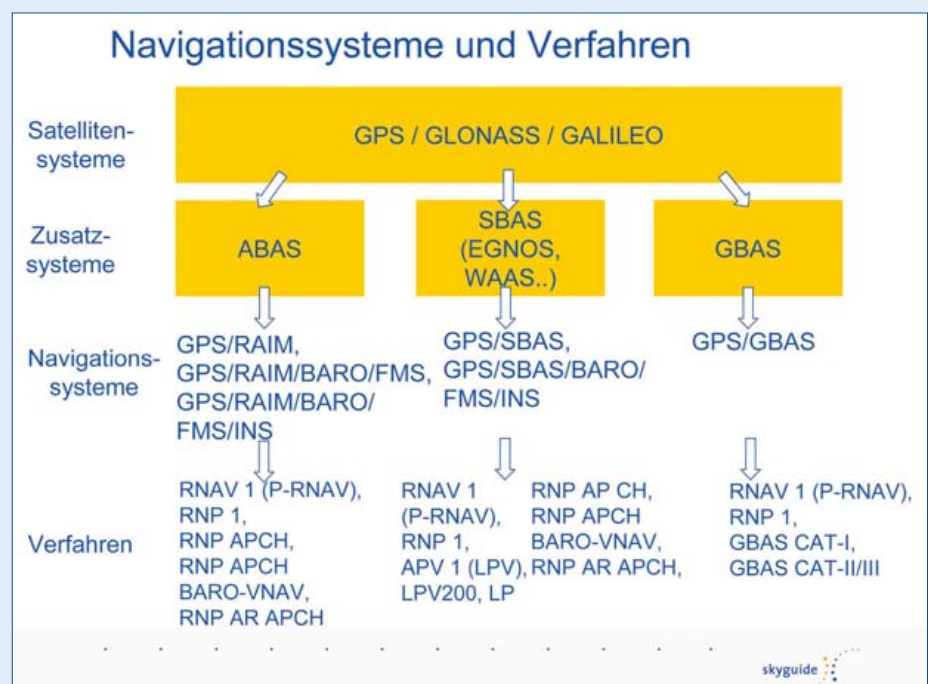 Navigationssysteme und Verfahren
Satelliten-
systeme
GPS / GLONASS / GALILEO
Zusatz-
systeme
ABAS
SBAS
(EGNOS,
WAAS..)
GBAS
Navigations-
systeme
GPS/RAIM,
GPS/RAIM/BARO/FMS,
GPS/RAIM/BARO/
FMS/INS
GPS/SBAS,
GPS/SBAS/BARO/
FMS/INS
GPS/GBAS
Verfahren
RNAV 1 (P-RNAV),
RNP 1,
RNP APCH,
RNP APCH
BARO-VNAV,
RNP AR APCH
RNAV 1
(P-RNAV),
RNP 1,
APV 1 (LPV),
LPV200, LP
RNP AP CH,
RNP APCH
BARO-VNAV,
RNP AR APCH,
RNAV 1 (P-RNAV),
RNP 1,
GBAS CAT-I,
GBAS CAT-II/III
skyguide